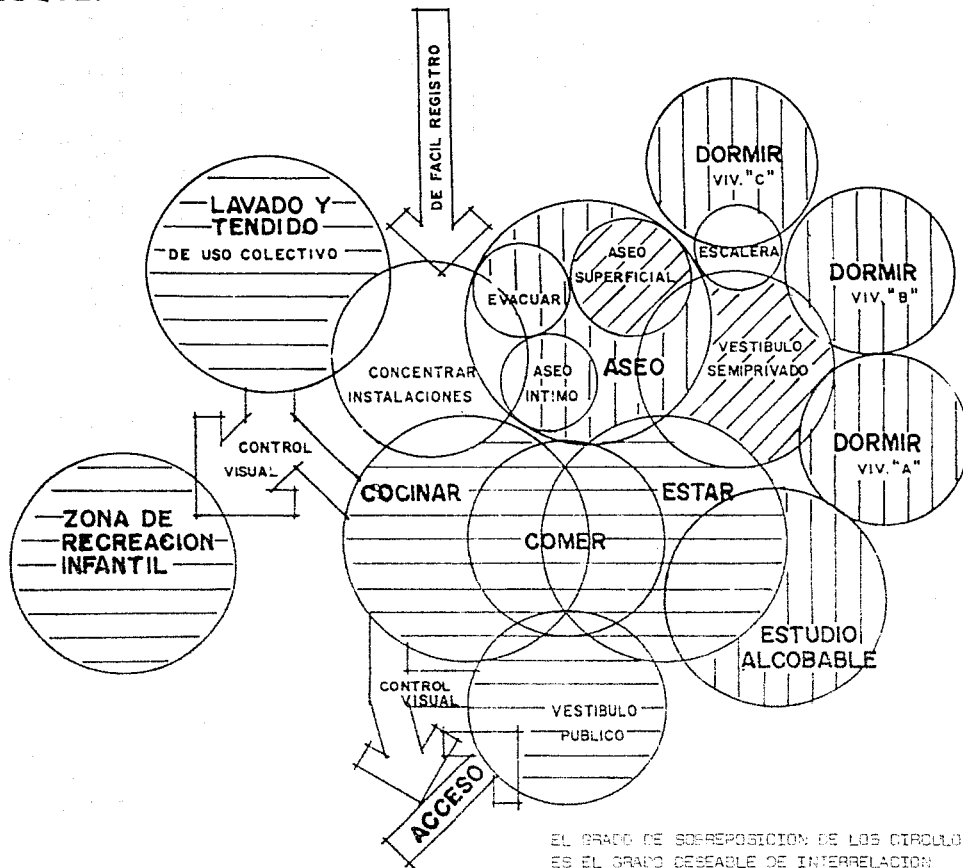 DE FACIL REGISTRO
DORMIR
VIV. "C"
LAVADO Y
TENDIDO
DE USO COLECTIVO
ESCALERA
ASEO
SUPERFICIAL
EVACUAR
DORMIR
VIV. "B"
VESTIBULO
SEMIPRIVADO
CONCENTRAR
INSTALACIONES
ASEO
INTIMO
ASEO
DORMIR
VIV. "A"
CONTROL
VISUAL
COCINAR
ESTAR
COMER
ZONA DE
RECREACION
INFANTIL
ESTUDIO
ALCOBABLE
CONTROL
VISUAL
VESTIBULO
PUBLICO
ACCESO
EL GRADO DE SOBREPOSICION DE LOS CIRCULO
ES EL GRADO DESEABLE DE INTERRELACION